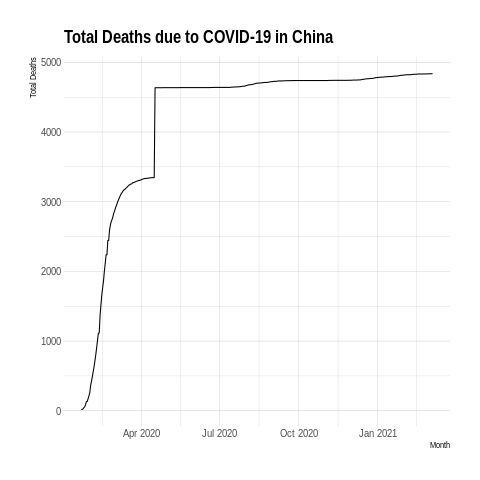 Total Deaths due to COVID-19 in China
Total Deaths
5000
4000
3000
2000
1000
0
Apr 2020 Jul 2020 Oct 2020 Jan 2021
Month